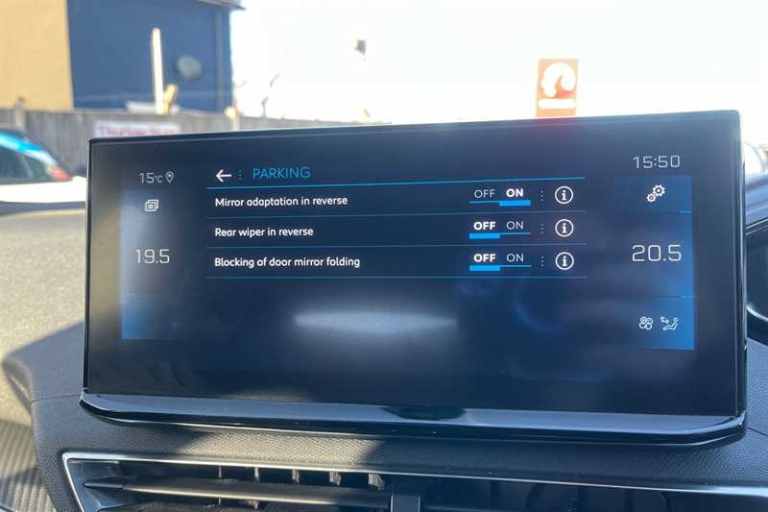 15°C
PARKING
15:50
Mirror adaptation in reverse OFF ON
Rear wiper in reverse OFF ON
Blocking of door mirror folding OFF ON
19.5
20.5